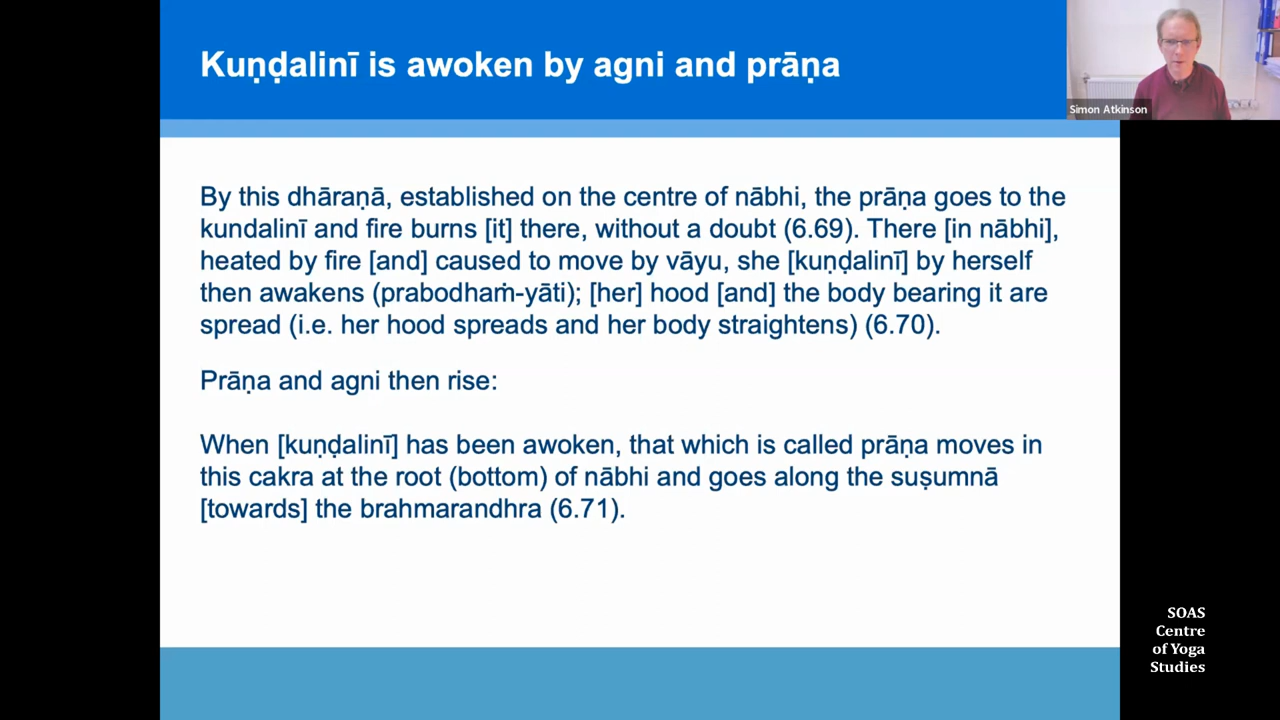 Kuṇḍalinī is awoken by agni and prāṇa
Simon Atkinson
By this dhāraṇā, established on the centre of nābhi, the prāṇa goes to the
kundalinī and fire burns [it] there, without a doubt (6.69). There [in nābhi],
heated by fire [and] caused to move by vāyu, she [kuṇḍalinī] by herself
then awakens (prabodhaṁ-yāti); [her] hood [and] the body bearing it are
spread (i.e. her hood spreads and her body straightens) (6.70).
Prāṇa and agni then rise:
When [kuṇḍalinī] has been awoken, that which is called prāṇa moves in
this cakra at the root (bottom) of nābhi and goes along the suṣumnā
[towards] the brahmarandhra (6.71).
SOAS
Centre
of Yoga
Studies